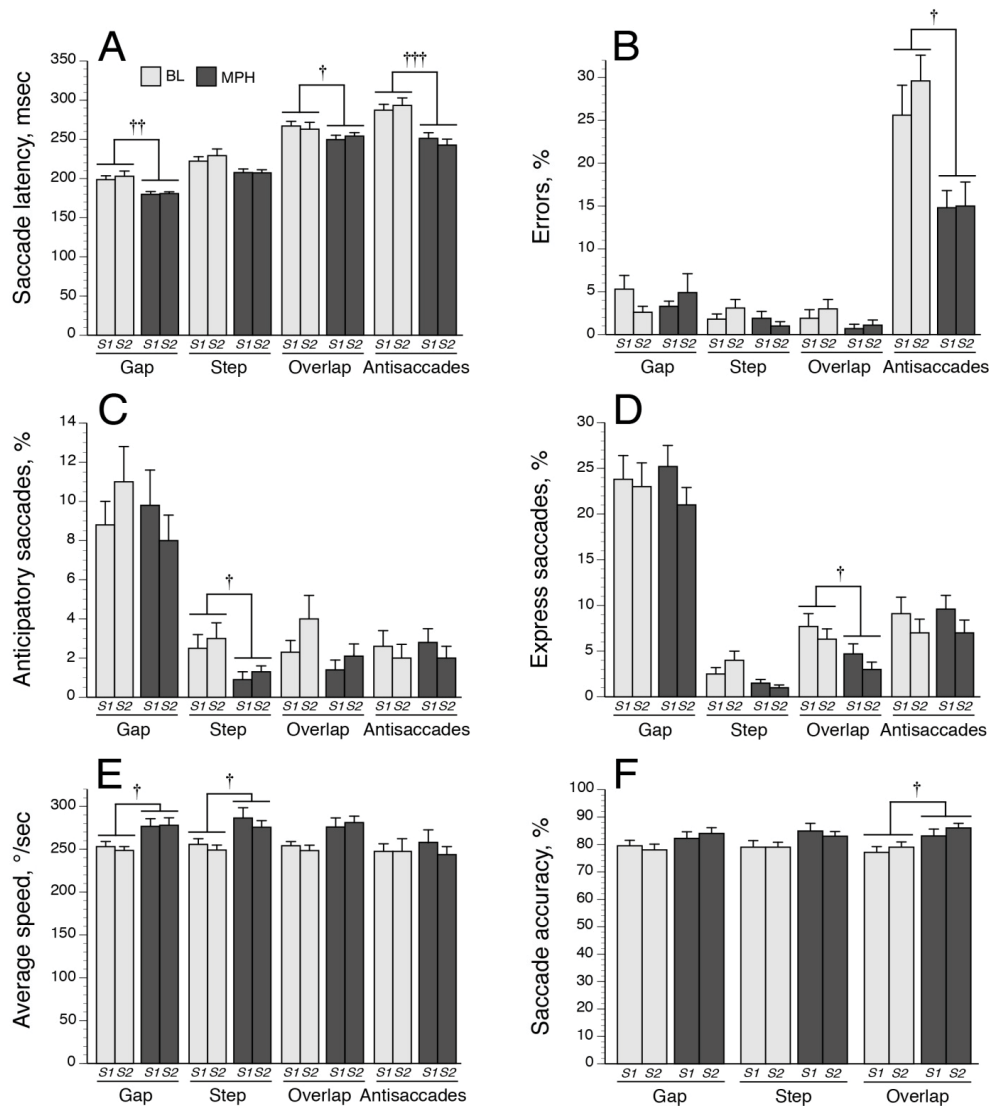 A
Saccade latency, msec
350
300
250
200
150
100
50
0
BL
MPH
††
†
†††
S1 S2 S1 S2 S1 S2 S1 S2 S1 S2 S1 S2 S1 S2 S1 S2
Gap Step Overlap Antisaccades
B
Errors, %
35
30
25
20
15
10
5
0
†
S1 S2 S1 S2 S1 S2 S1 S2 S1 S2 S1 S2 S1 S2 S1 S2
Gap Step Overlap Antisaccades
C
Anticipatory saccades, %
14
12
10
8
6
4
2
0
†
S1 S2 S1 S2 S1 S2 S1 S2 S1 S2 S1 S2 S1 S2 S1 S2
Gap Step Overlap Antisaccades
D
Express saccades, %
30
25
20
15
10
5
0
†
S1 S2 S1 S2 S1 S2 S1 S2 S1 S2 S1 S2 S1 S2 S1 S2
Gap Step Overlap Antisaccades
E
Average speed, °/sec
300
250
200
250
100
50
0
†
†
S1 S2 S1 S2 S1 S2 S1 S2 S1 S2 S1 S2 S1 S2 S1 S2
Gap Step Overlap Antisaccades
F
Saccade accuracy, %
100
90
80
70
60
50
40
30
20
10
0
†
S1 S2 S1 S2 S1 S2 S1 S2 S1 S2 S1 S2
Gap Step Overlap